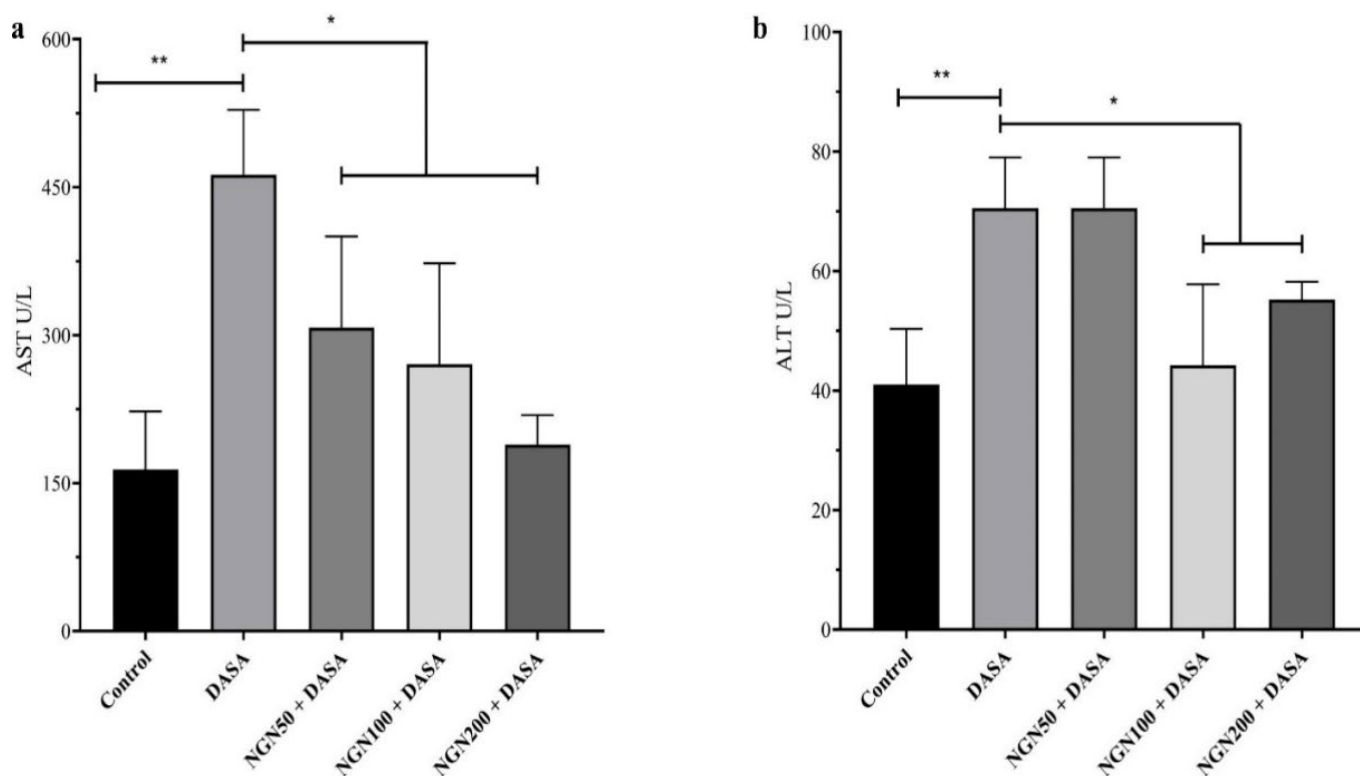 a
600
450
300
150
0
AST U/L
**
*
Control
DASA
NGN50 + DASA
NGN100 + DASA
NGN200 + DASA
b
100
80
60
40
20
0
ALT U/L
**
*
Control
DASA
NGN50 + DASA
NGN100 + DASA
NGN200 + DASA